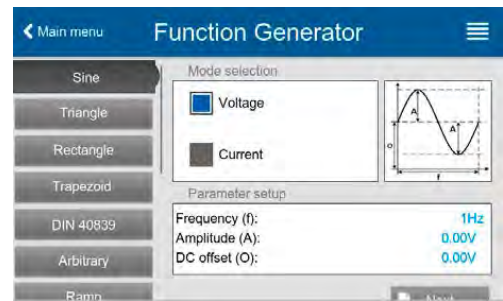 Main menu
Function Generator
Sine
Triangle
Rectangle
Trapezoid
DIN 40839
Arbitrary
Ramp
Mode selection
Voltage
Current
A
A
O
f
Parameter setup
Frequency (f): 1Hz
Amplitude (A): 0.00V
DC offset (O): 0.00V
Next